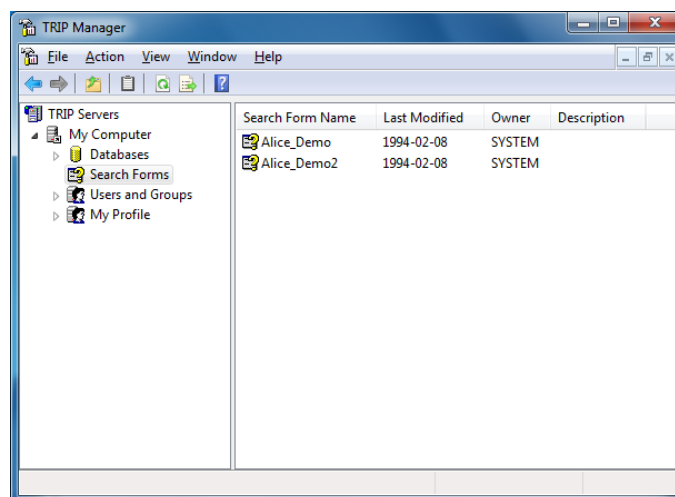 TRIP Manager
File Action View Window Help
TRIP Servers
My Computer
Databases
Search Forms
Users and Groups
My Profile
Search Form Name Last Modified Owner Description
Alice_Demo 1994-02-08 SYSTEM
Alice_Demo2 1994-02-08 SYSTEM